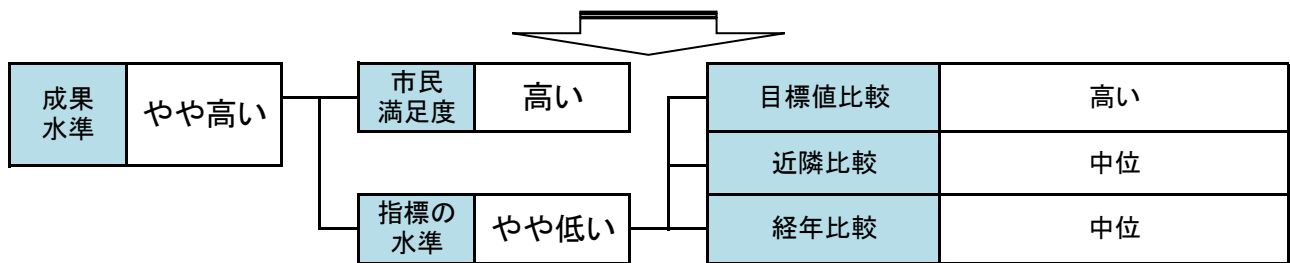 成果
水準
やや高い
市民
満足度
高い
指標の
水準
やや低い
目標値比較
高い
近隣比較
中位
経年比較
中位